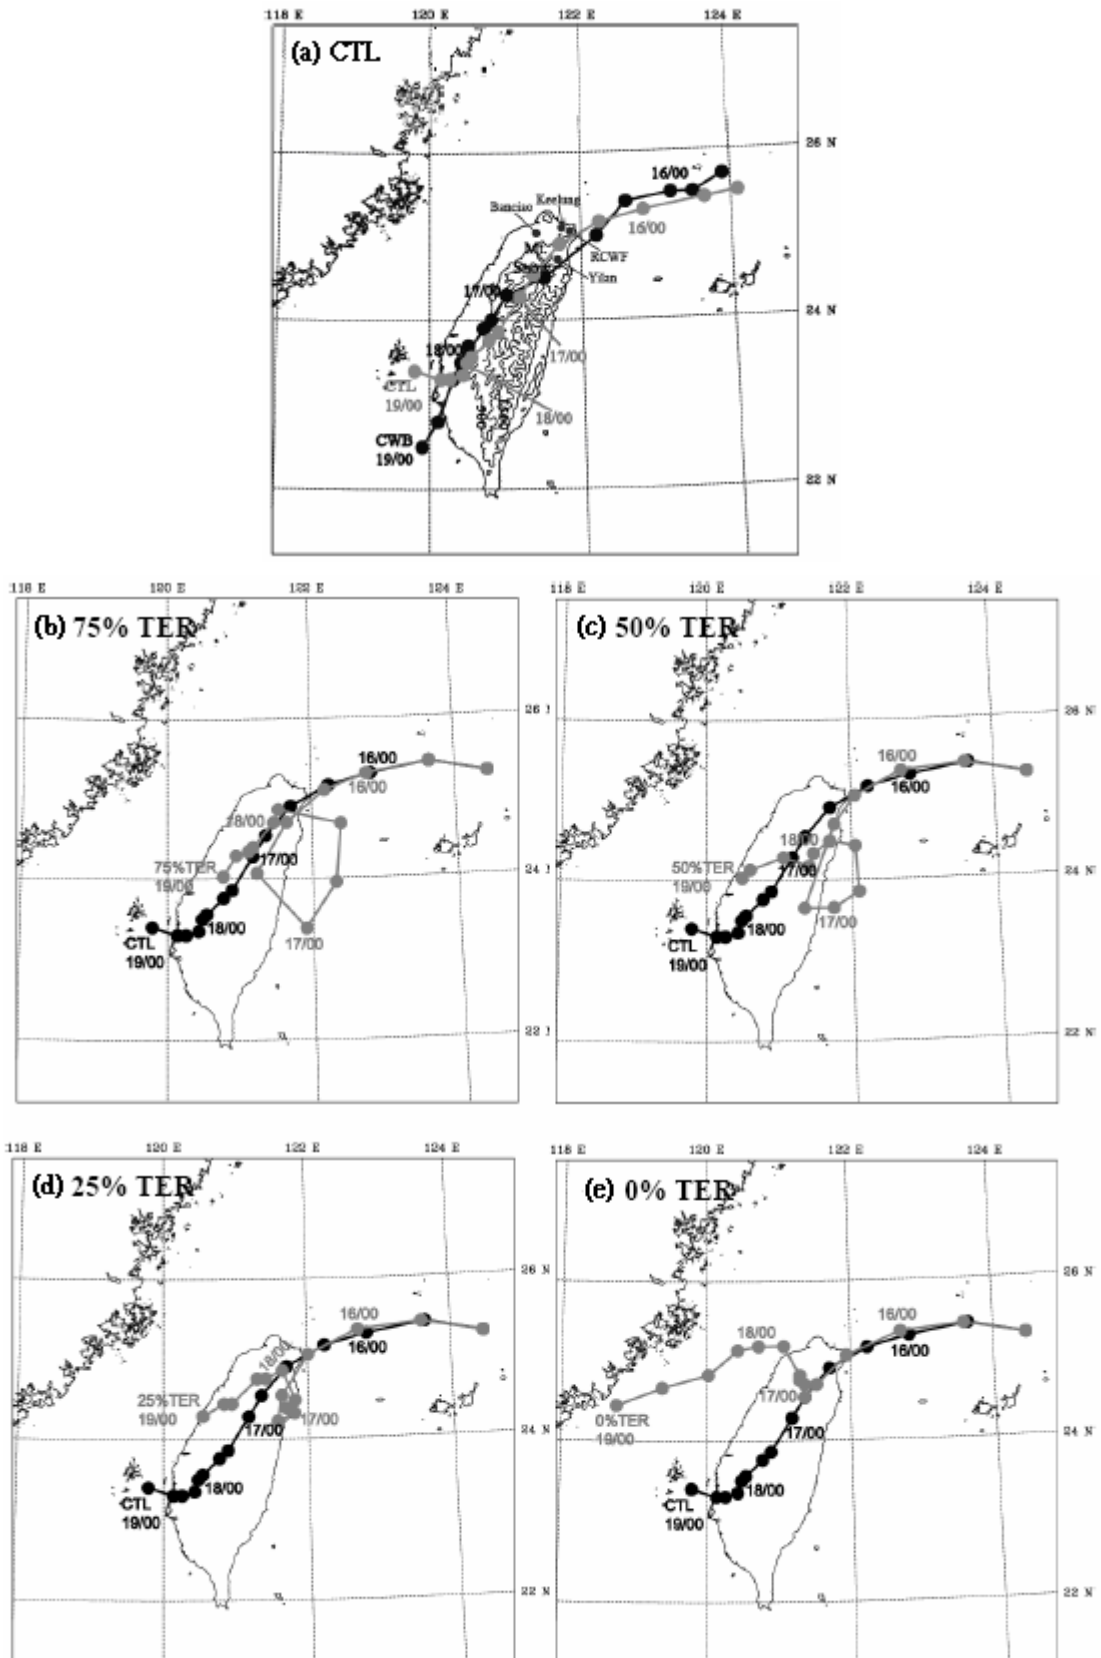 118 E 120 E 122 E 124 E
(a) CTL
26 N
16/00
Keelung
Banciao
16/00
RCWF
Mt.
Yilan
17/00
24 N
18/00
17/00
CTL
19/00
18/00
CWB
19/00
22 N
118 E 120 E 122 E 124 E
(b) 75% TER
26
16/00
16/00
18/00
75%TER
19/00
17/00
24
18/00
17/00
CTL
19/00
22
118 E 120 E 122 E 124 E
(c) 50% TER
26 N
16/00
16/00
18/00
50%TER
19/00
17/00
24 N
17/00
18/00
CTL
19/00
22 N
118 E 120 E 122 E 124 E
(d) 25% TER
26 N
16/00
16/00
18/00
25%TER
19/00
17/00
17/00
24 N
18/00
CTL
19/00
22 N
118 E 120 E 122 E 124 E
(e) 0% TER
26 N
16/00
18/00
16/00
17/00
0%TER
19/00
17/00
24 N
18/00
CTL
19/00
22 N